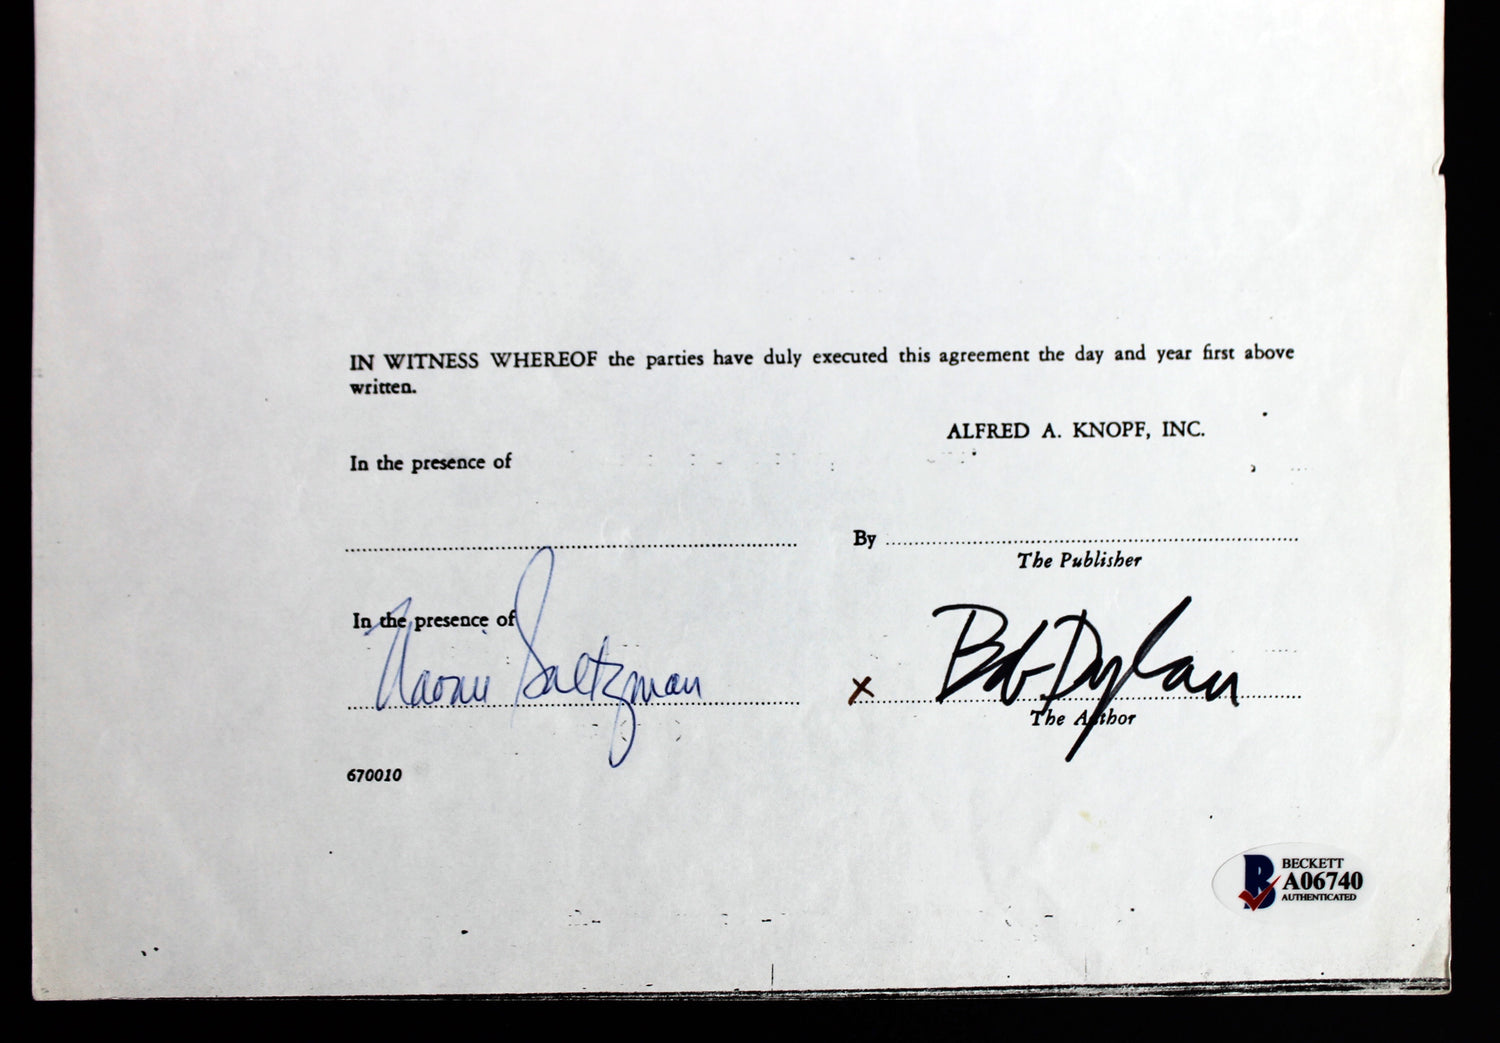 IN WITNESS WHEREOF the parties have duly executed this agreement the day and year first above
written.
ALFRED A. KNOPF, INC.
In the presence of
By
The Publisher
In the presence of
Naomi Saltzman
x Bob Dylan
The Author
670010
BECKETT
A06740
AUTHENTICATED